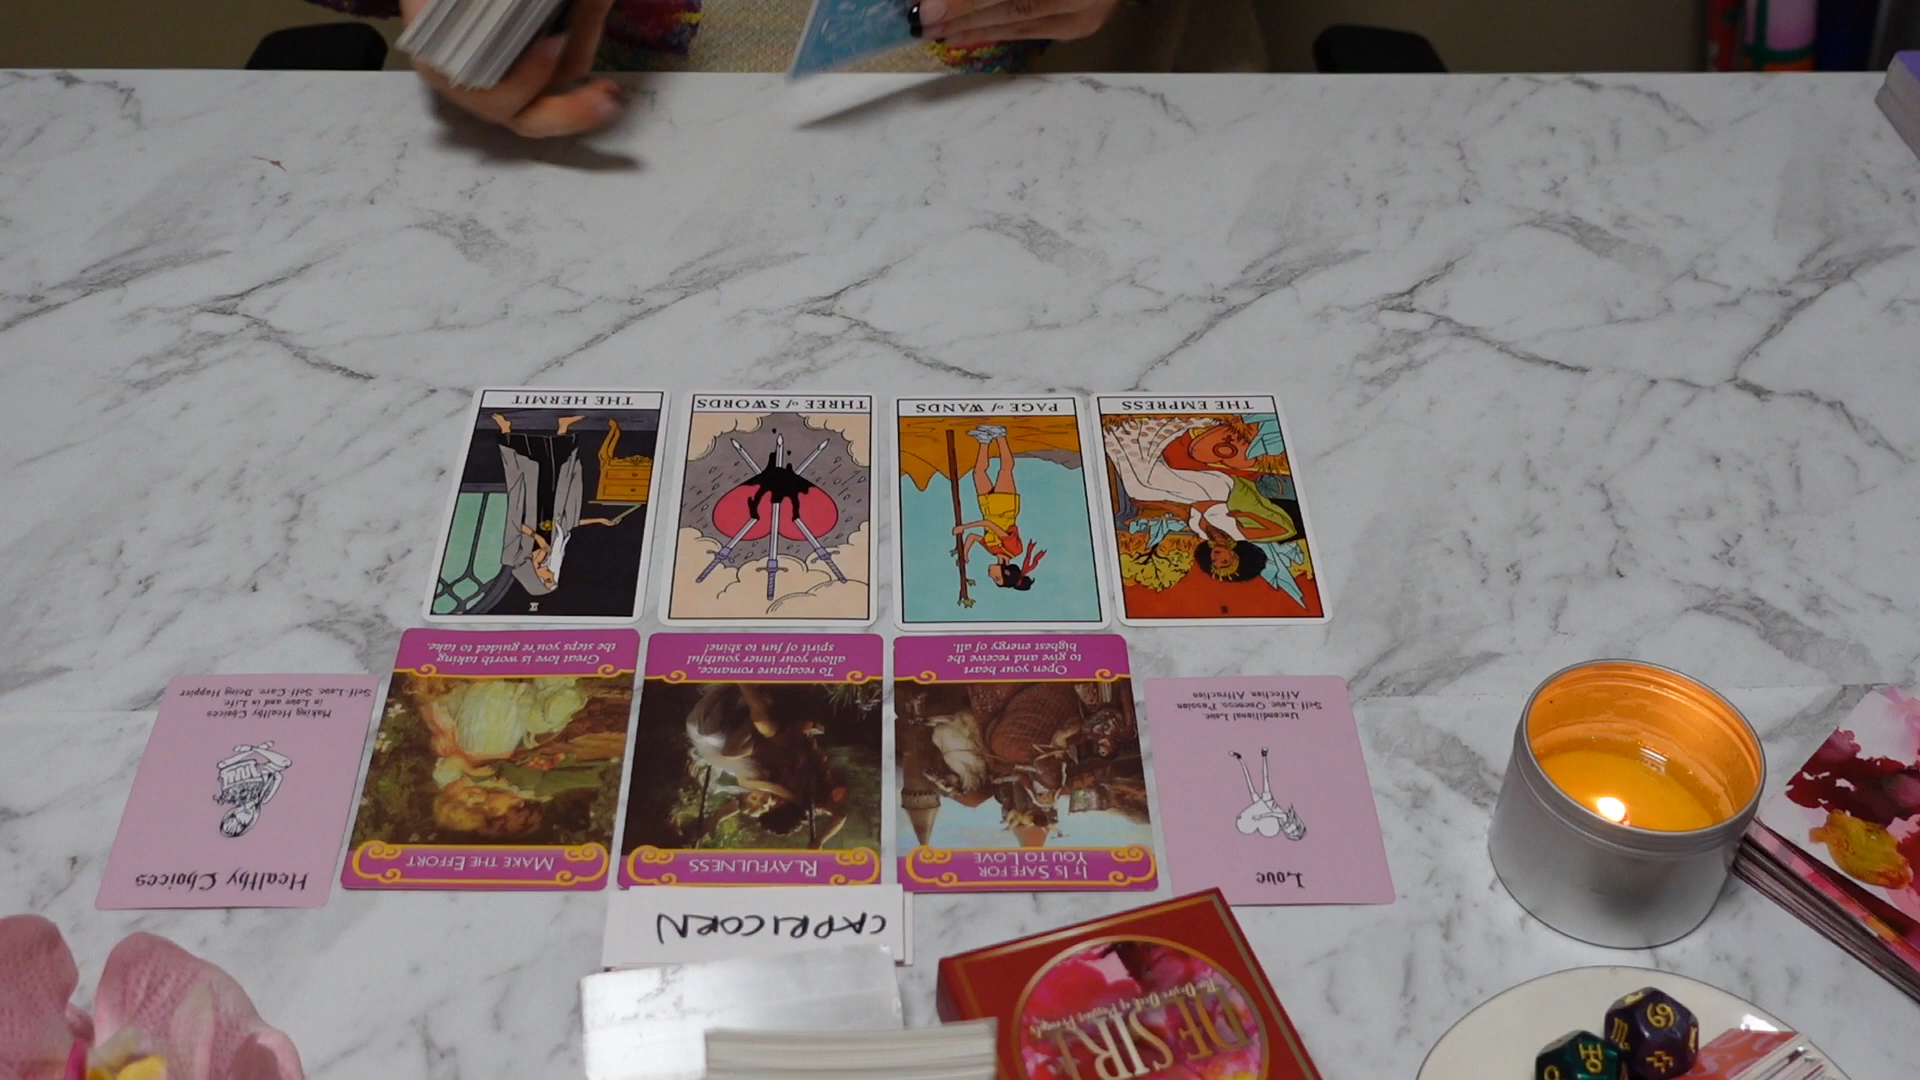 IX
THE HERMIT
THREE of SWORDS
PAGE of WANDS
III
THE EMPRESS
Healthy Choices
Making Healthy Choices
in Love and in Life.
Self-Love. Self-Care. Being Happier
MAKE THE EFFORT
Great love is worth taking
the steps you're guided to take.
PLAYFULNESS
To recapture romance,
allow your inner youthful
spirit of fun to shine!
IT IS SAFE FOR
YOU TO LOVE
Open your heart
to give and receive the
highest energy of all.
Love
Unconditional Love.
Self-Love. Oneness. Passion.
Affection. Attraction
CAPRICORN